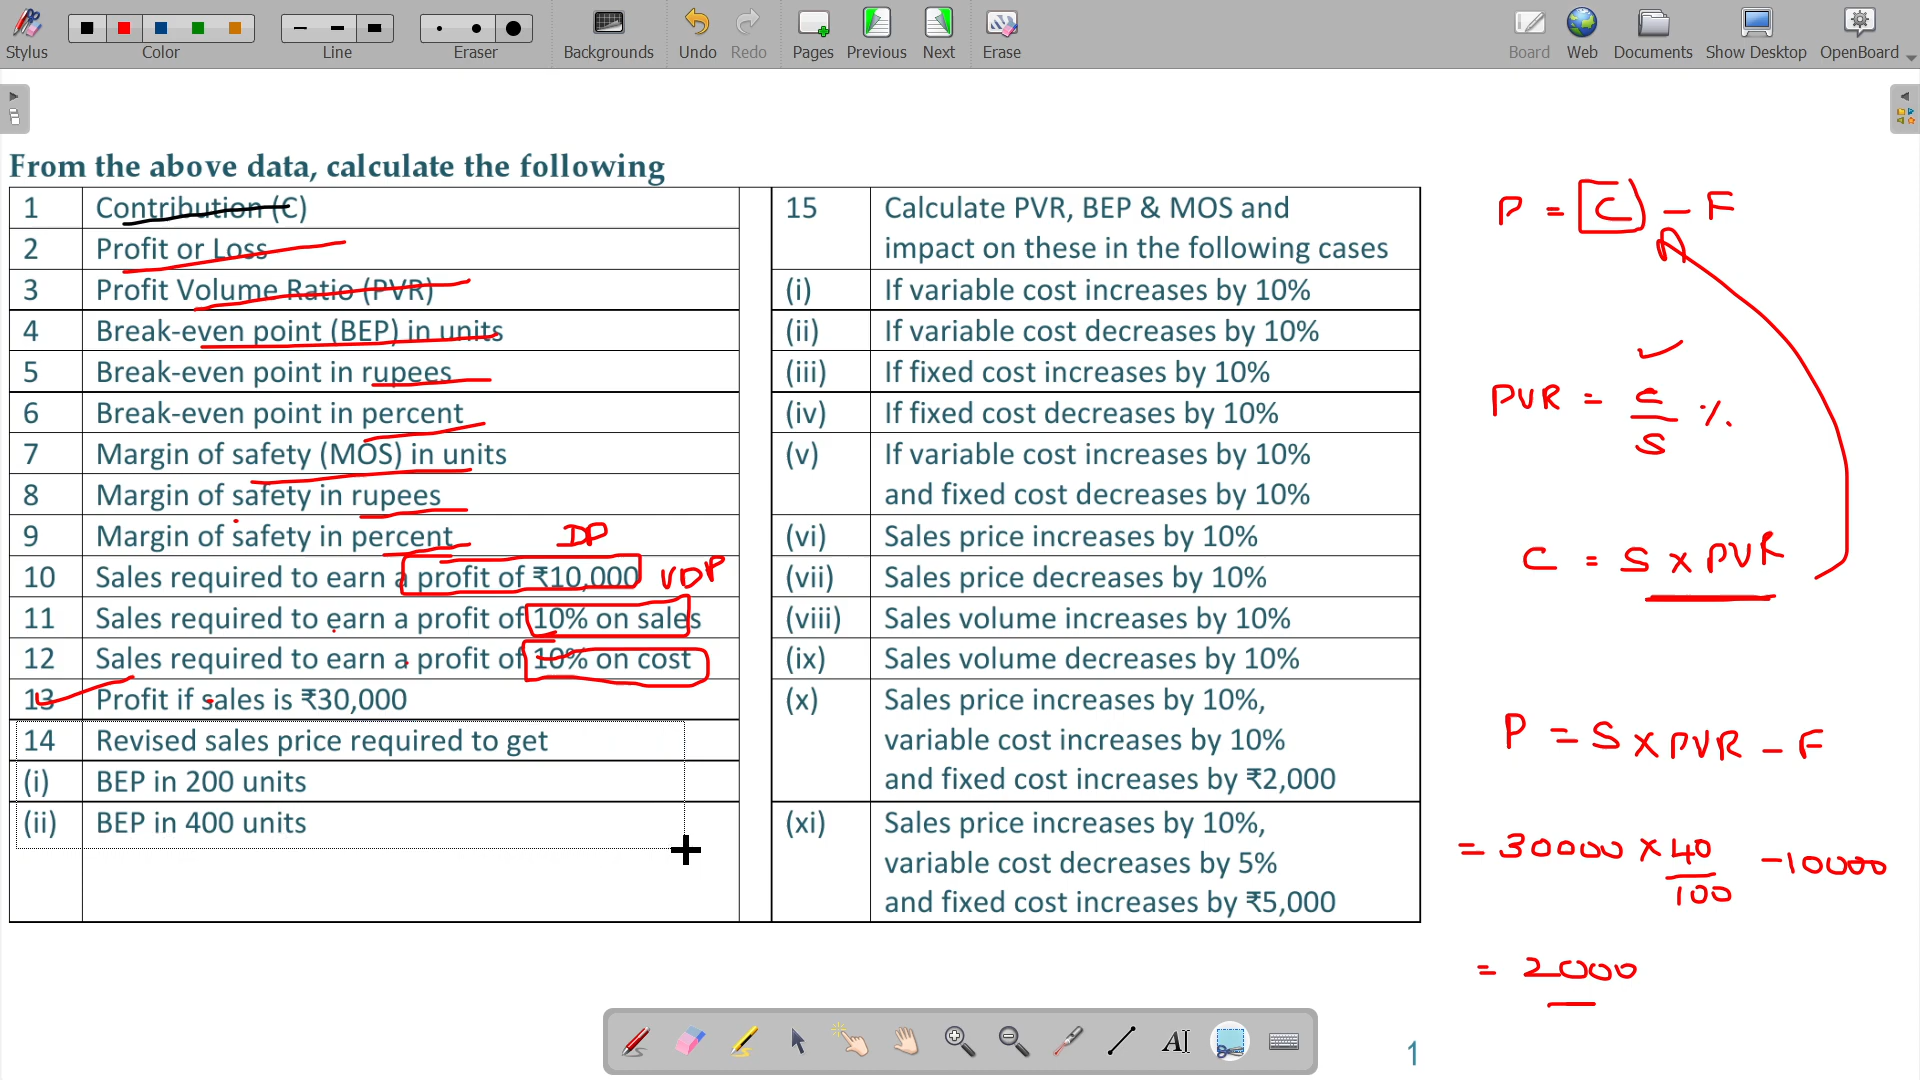 Stylus Color Line Eraser Backgrounds Undo Redo Pages Previous Next Erase Board Web Documents Show Desktop OpenBoard
From the above data, calculate the following
1 Contribution (C)
2 Profit or Loss
3 Profit Volume Ratio (PVR)
4 Break-even point (BEP) in units
5 Break-even point in rupees
6 Break-even point in percent
7 Margin of safety (MOS) in units
8 Margin of safety in rupees
9 Margin of safety in percent DP
10 Sales required to earn a profit of ₹10,000 VDP
11 Sales required to earn a profit of 10% on sales
12 Sales required to earn a profit of 10% on cost
13 Profit if sales is ₹30,000
14 Revised sales price required to get
(i) BEP in 200 units
(ii) BEP in 400 units
15 Calculate PVR, BEP & MOS and
impact on these in the following cases
(i) If variable cost increases by 10%
(ii) If variable cost decreases by 10%
(iii) If fixed cost increases by 10%
(iv) If fixed cost decreases by 10%
(v) If variable cost increases by 10%
and fixed cost decreases by 10%
(vi) Sales price increases by 10%
(vii) Sales price decreases by 10%
(viii) Sales volume increases by 10%
(ix) Sales volume decreases by 10%
(x) Sales price increases by 10%,
variable cost increases by 10%
and fixed cost increases by ₹2,000
(xi) Sales price increases by 10%,
variable cost decreases by 5%
and fixed cost increases by ₹5,000
P = C - F
PVR = C/S %
C = S x PVR
P = S x PVR - F
= 30000 x 40/100 - 10000
= 2000
AI
1